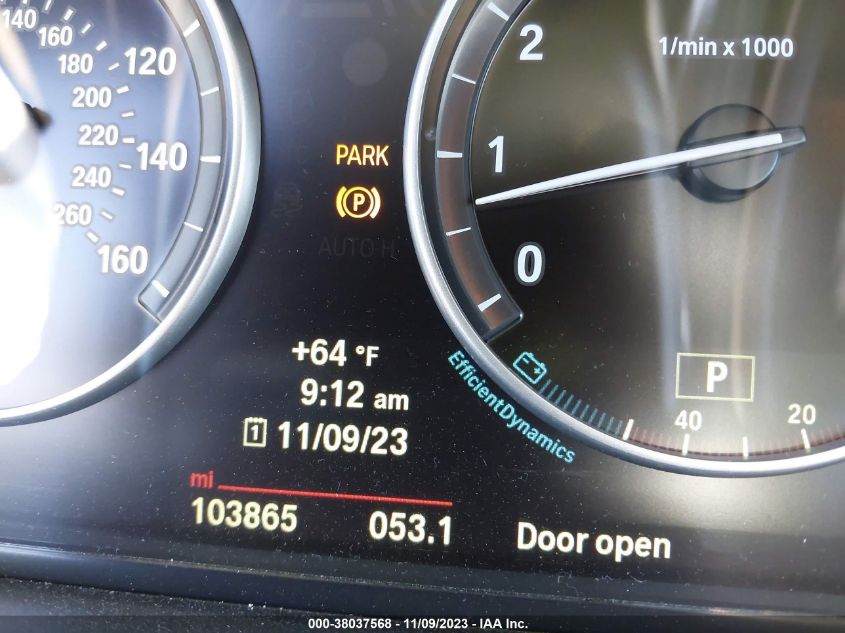 140
160
180
200
220
240
260
120
140
160
PARK
P
AUTO H
+64 °F
9:12 am
1 11/09/23
mi
103865 053.1
Door open
2
1
0
1/min x 1000
P
EfficientDynamics
40 20
000-38037568 - 11/09/2023 - IAA Inc.